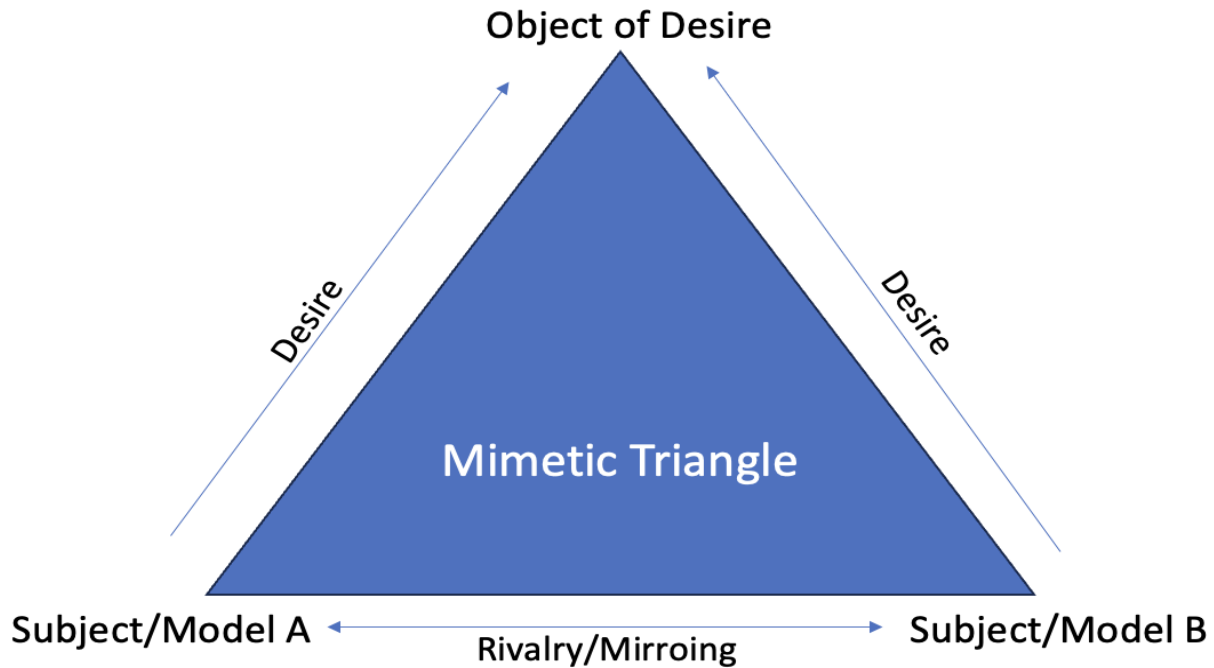 Object of Desire
Desire
Desire
Mimetic Triangle
Subject/Model A
Rivalry/Mirroing
Subject/Model B